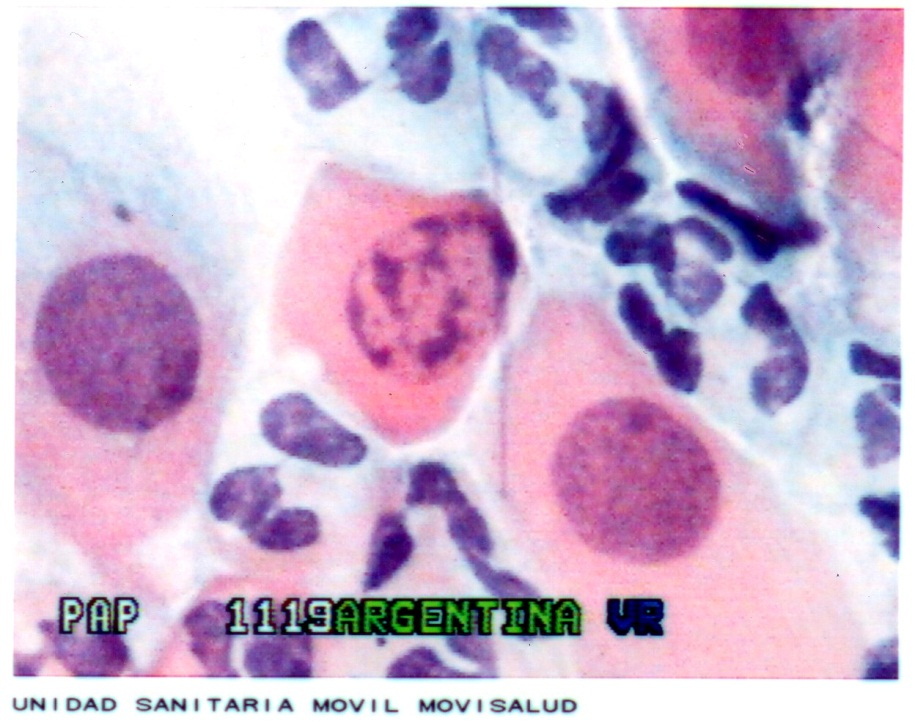 PAP 1119ARGENTINA VR
UNIDAD SANITARIA MOVIL MOVISALUD